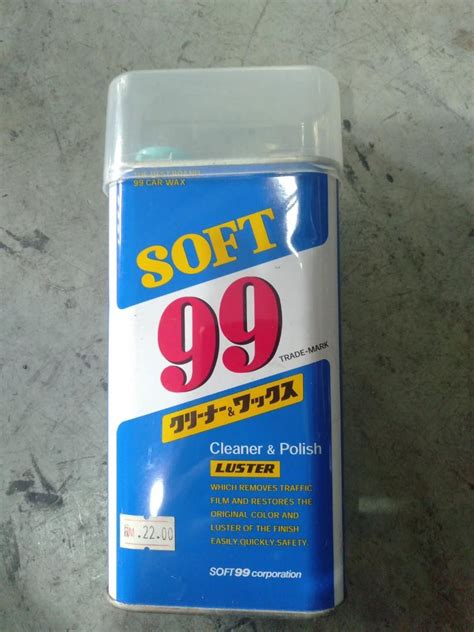 99 CAR WAX
SOFT
99
TRADE-MARK
クリーナー&ワックス
Cleaner & Polish
LUSTER
WHICH REMOVES TRAFFIC
FILM AND RESTORES THE
ORIGINAL COLOR AND
LUSTER OF THE FINISH
EASILY.QUICKLY.SAFETY.
RM .22.00
SOFT99 corporation